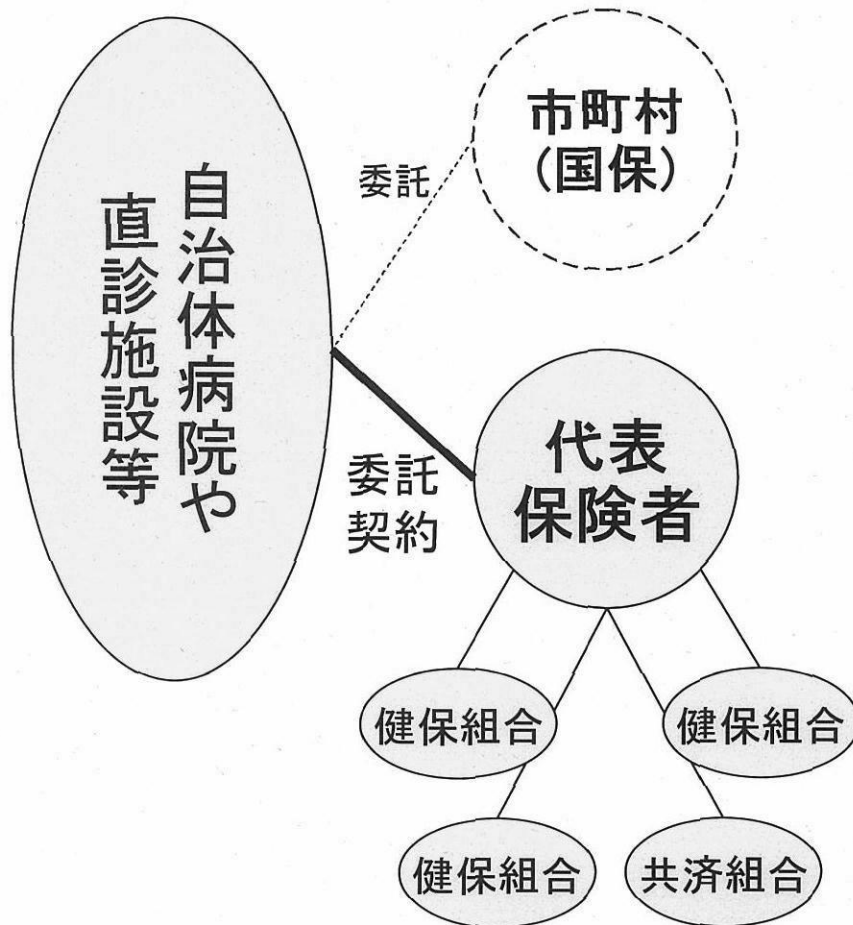 自治体病院や
直診施設等
委託
市町村
(国保)
委託
契約
代表
保険者
健保組合
健保組合
健保組合
共済組合